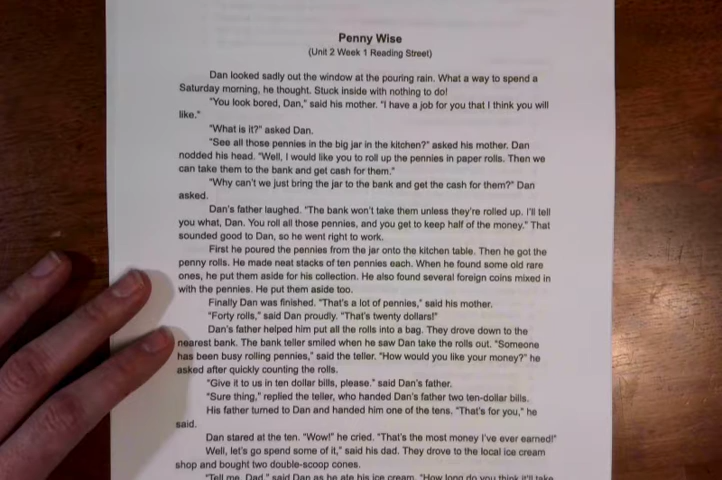 Penny Wise
(Unit 2 Week 1 Reading Street)
Dan looked sadly out the window at the pouring rain. What a way to spend a
Saturday morning, he thought. Stuck inside with nothing to do!
"You look bored, Dan," said his mother. "I have a job for you that I think you will
like."
"What is it?" asked Dan.
"See all those pennies in the big jar in the kitchen?" asked his mother. Dan
nodded his head. "Well, I would like you to roll up the pennies in paper rolls. Then we
can take them to the bank and get cash for them."
"Why can't we just bring the jar to the bank and get the cash for them?" Dan
asked.
Dan's father laughed. "The bank won't take them unless they're rolled up. I'll tell
you what, Dan. You roll all those pennies, and you get to keep half of the money." That
sounded good to Dan, so he went right to work.
First he poured the pennies from the jar onto the kitchen table. Then he got the
penny rolls. He made neat stacks of ten pennies each. When he found some old rare
ones, he put them aside for his collection. He also found several foreign coins mixed in
with the pennies. He put them aside too.
Finally Dan was finished. "That's a lot of pennies," said his mother.
"Forty rolls," said Dan proudly. "That's twenty dollars!"
Dan's father helped him put all the rolls into a bag. They drove down to the
nearest bank. The bank teller smiled when he saw Dan take the rolls out. "Someone
has been busy rolling pennies," said the teller. "How would you like your money?" he
asked after quickly counting the rolls.
"Give it to us in ten dollar bills, please." said Dan's father.
"Sure thing," replied the teller, who handed Dan's father two ten-dollar bills.
His father turned to Dan and handed him one of the tens. "That's for you," he
said.
Dan stared at the ten. "Wow!" he cried. "That's the most money I've ever earned!"
Well, let's go spend some of it," said his dad. They drove to the local ice cream
shop and bought two double-scoop cones.
"Tell me, Dad," said Dan as he ate his ice cream. "How long do you think it'll take